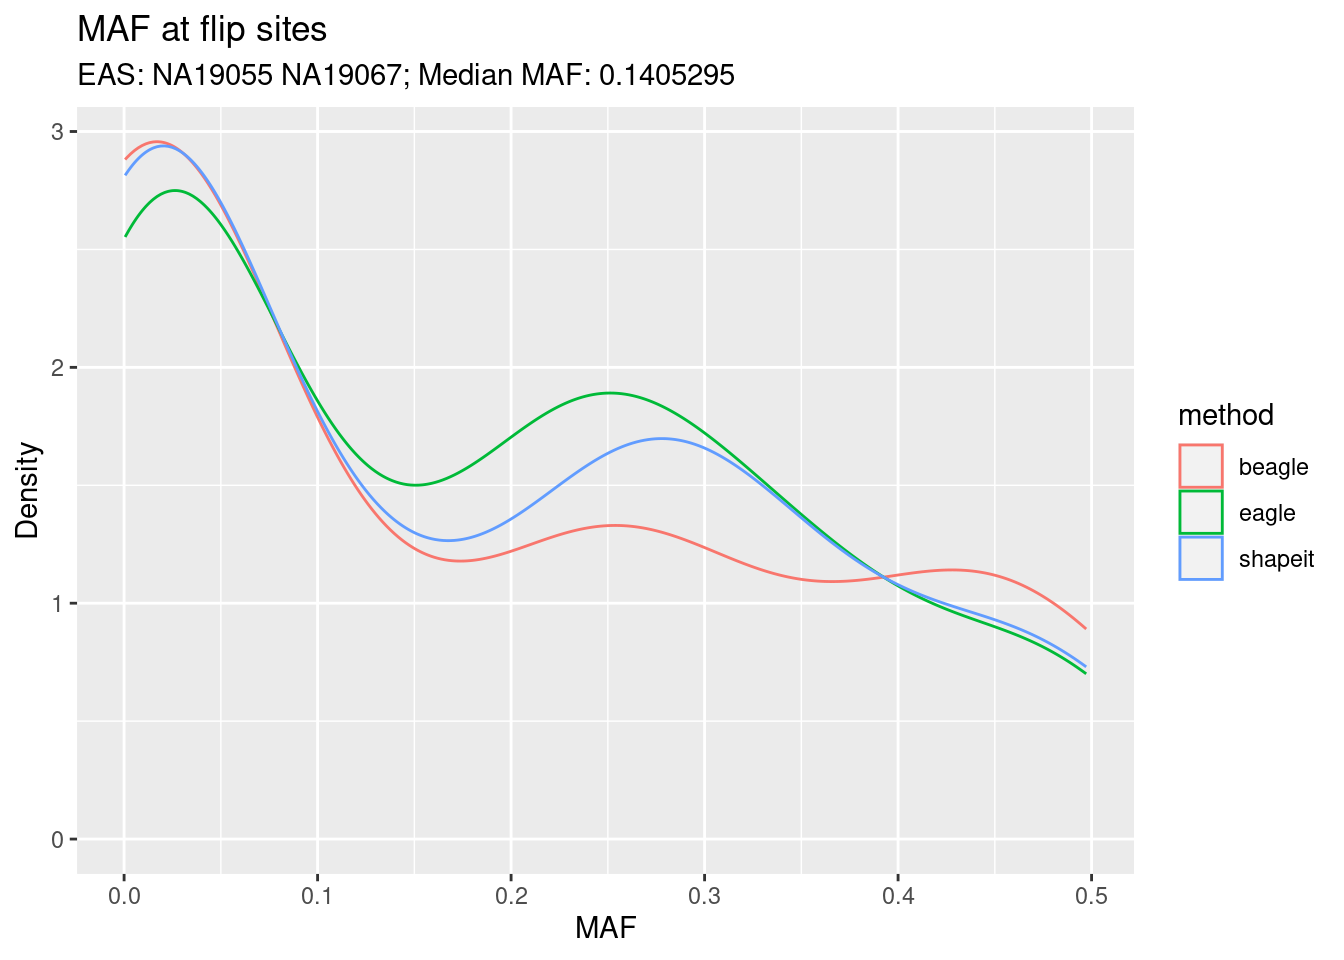 MAF at flip sites
EAS: NA19055 NA19067; Median MAF: 0.1405295
3
2
1
0
Density
0.0 0.1 0.2 0.3 0.4 0.5
MAF
method
beagle
eagle
shapeit